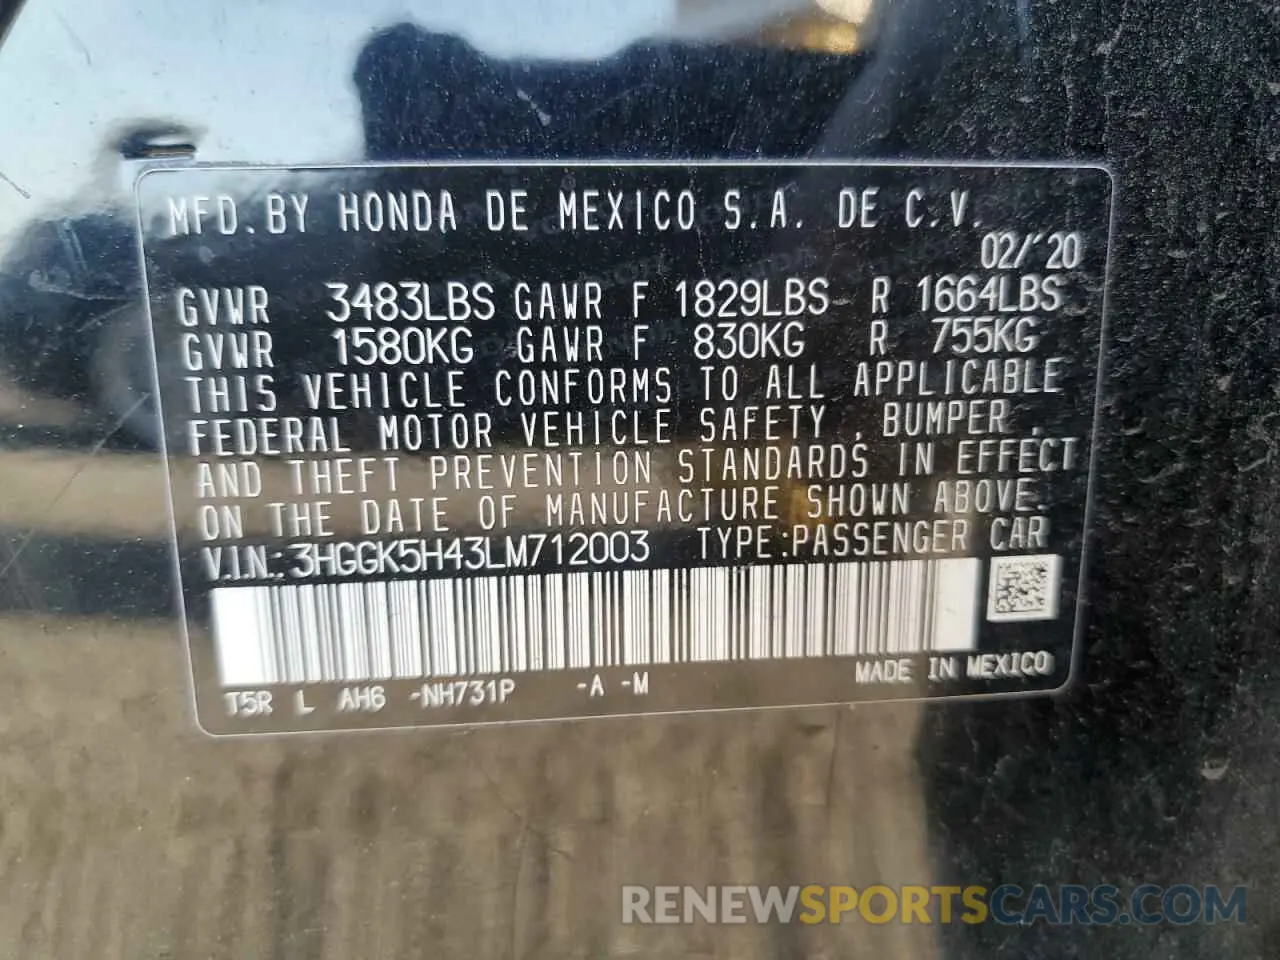 MFD.BY HONDA DE MEXICO S.A. DE C.V.
02/'20
GVWR 3483LBS GAWR F 1829LBS R 1664LBS
GVWR 1580KG GAWR F 830KG R 755KG
THIS VEHICLE CONFORMS TO ALL APPLICABLE
FEDERAL MOTOR VEHICLE SAFETY , BUMPER ,
AND THEFT PREVENTION STANDARDS IN EFFECT
ON THE DATE OF MANUFACTURE SHOWN ABOVE.
V.I.N.: 3HGGK5H43LM712003 TYPE:PASSENGER CAR
MADE IN MEXICO
T5R L AH6 -NH731P -A -M
RENEWSPORTSCARS.COM